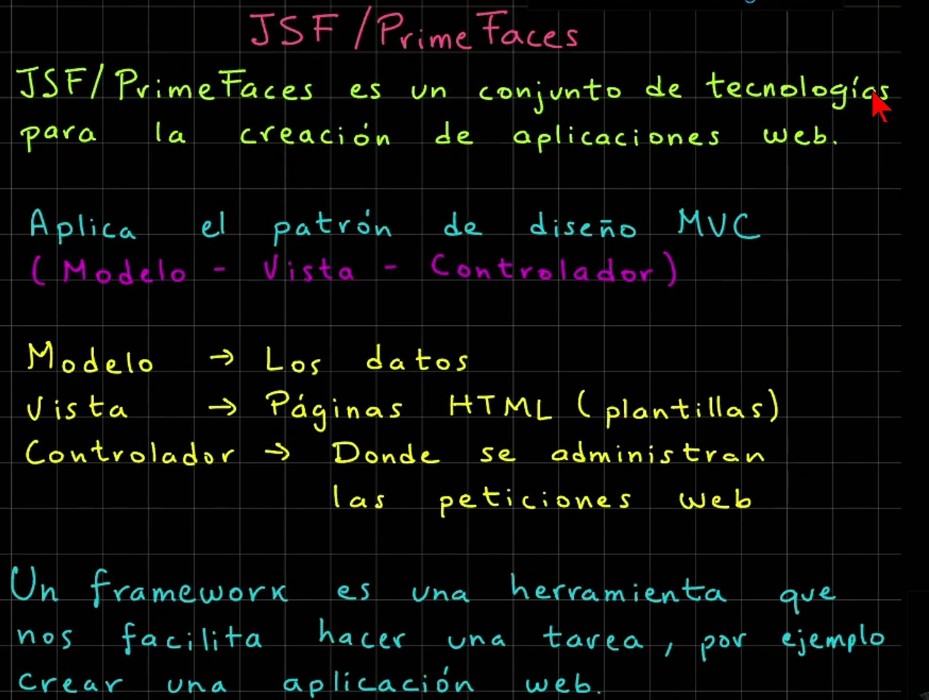 JSF/PrimeFaces
JSF/PrimeFaces es un conjunto de tecnologías
para la creación de aplicaciones web.
Aplica el patrón de diseño MVC
(Modelo - Vista - Controlador)
Modelo → Los datos
Vista → Páginas HTML (plantillas)
Controlador → Donde se administran
las peticiones web
Un framework es una herramienta que
nos facilita hacer una tarea, por ejemplo
crear una aplicación web.